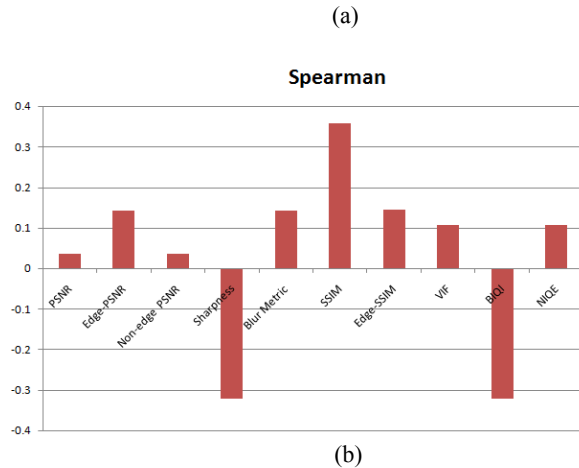 (a)
Spearman
0.4
0.3
0.2
0.1
0
-0.1
-0.2
-0.3
-0.4
PSNR
Edge-PSNR
Non-edge PSNR
Sharpness
Blur Metric
SSIM
Edge-SSIM
VIF
BIQI
NIQE
(b)